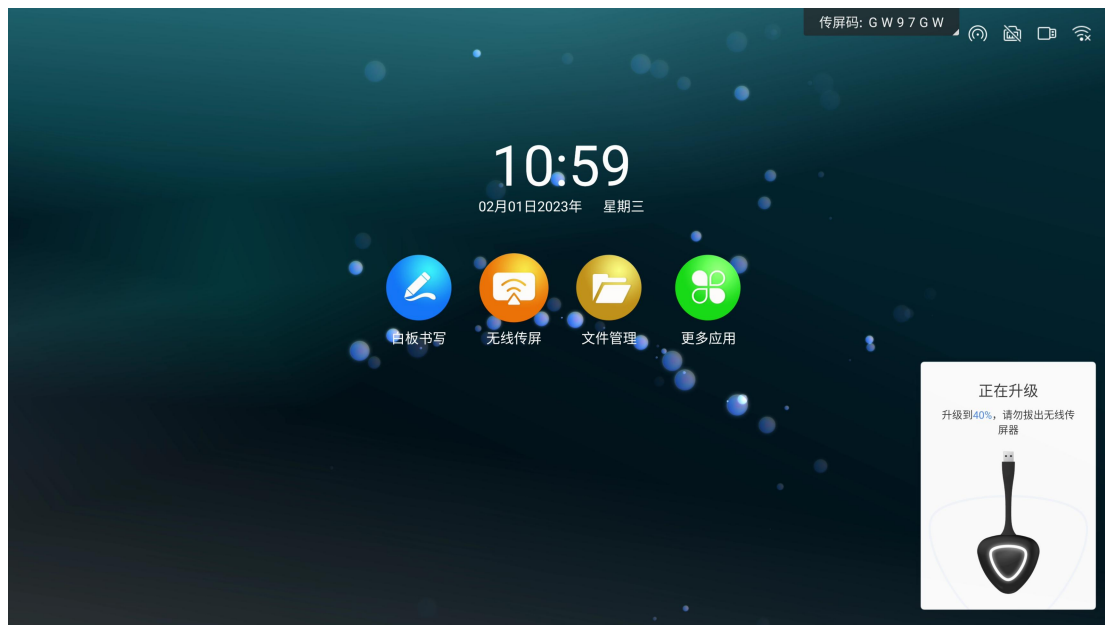 传屏码: G W 9 7 G W
10:59
02月01日2023年 星期三
白板书写 无线传屏 文件管理 更多应用
正在升级
升级到40%，请勿拔出无线传
屏器